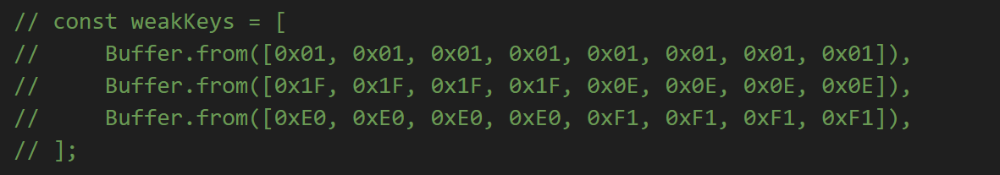 // const weakKeys = [
//     Buffer.from([0x01, 0x01, 0x01, 0x01, 0x01, 0x01, 0x01, 0x01]),
//     Buffer.from([0x1F, 0x1F, 0x1F, 0x1F, 0x0E, 0x0E, 0x0E, 0x0E]),
//     Buffer.from([0xE0, 0xE0, 0xE0, 0xE0, 0xF1, 0xF1, 0xF1, 0xF1]),
// ];